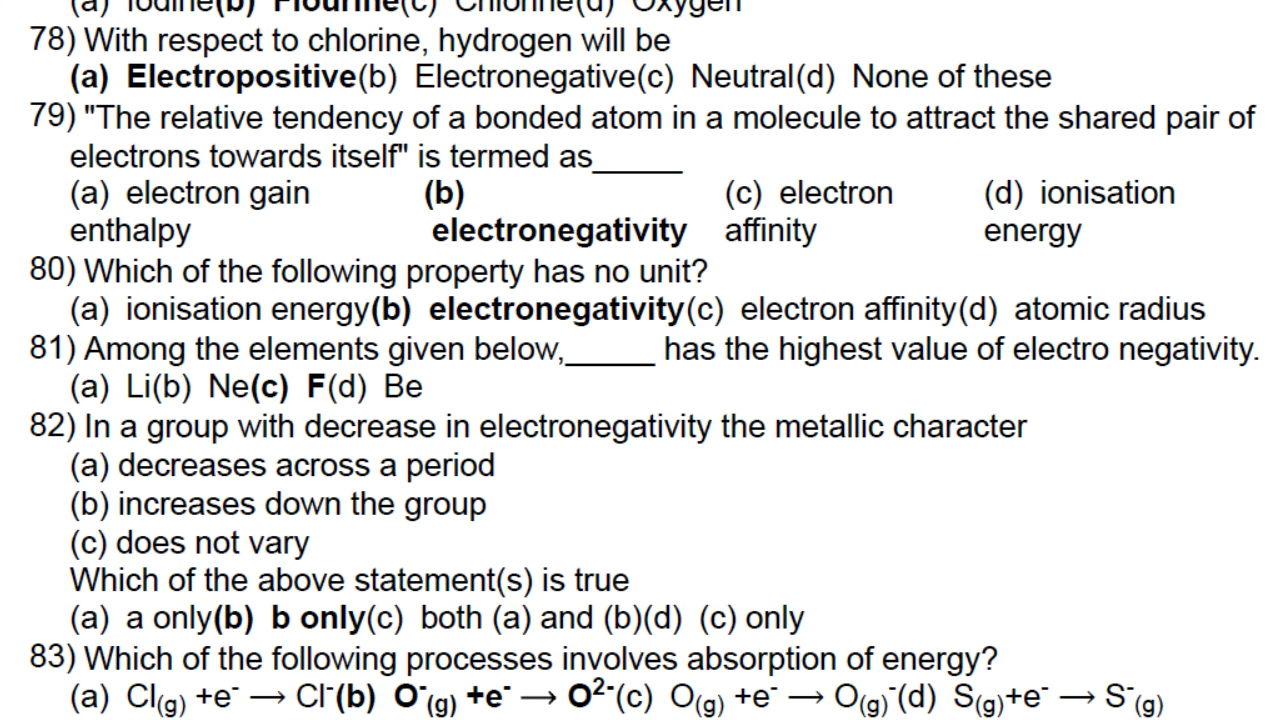 (a) Iodine(b) Flourine(c) Chlorine(d) Oxygen
78) With respect to chlorine, hydrogen will be
(a) Electropositive(b) Electronegative(c) Neutral(d) None of these
79) "The relative tendency of a bonded atom in a molecule to attract the shared pair of
electrons towards itself" is termed as_____
(a) electron gain (b) (c) electron (d) ionisation
enthalpy electronegativity affinity energy
80) Which of the following property has no unit?
(a) ionisation energy(b) electronegativity(c) electron affinity(d) atomic radius
81) Among the elements given below,_____ has the highest value of electro negativity.
(a) Li(b) Ne(c) F(d) Be
82) In a group with decrease in electronegativity the metallic character
(a) decreases across a period
(b) increases down the group
(c) does not vary
Which of the above statement(s) is true
(a) a only(b) b only(c) both (a) and (b)(d) (c) only
83) Which of the following processes involves absorption of energy?
(a) Cl(g) +e⁻ → Cl⁻(b) O⁻(g) +e⁻ → O²⁻(c) O(g) +e⁻ → O(g)⁻(d) S(g)+e⁻ → S⁻(g)